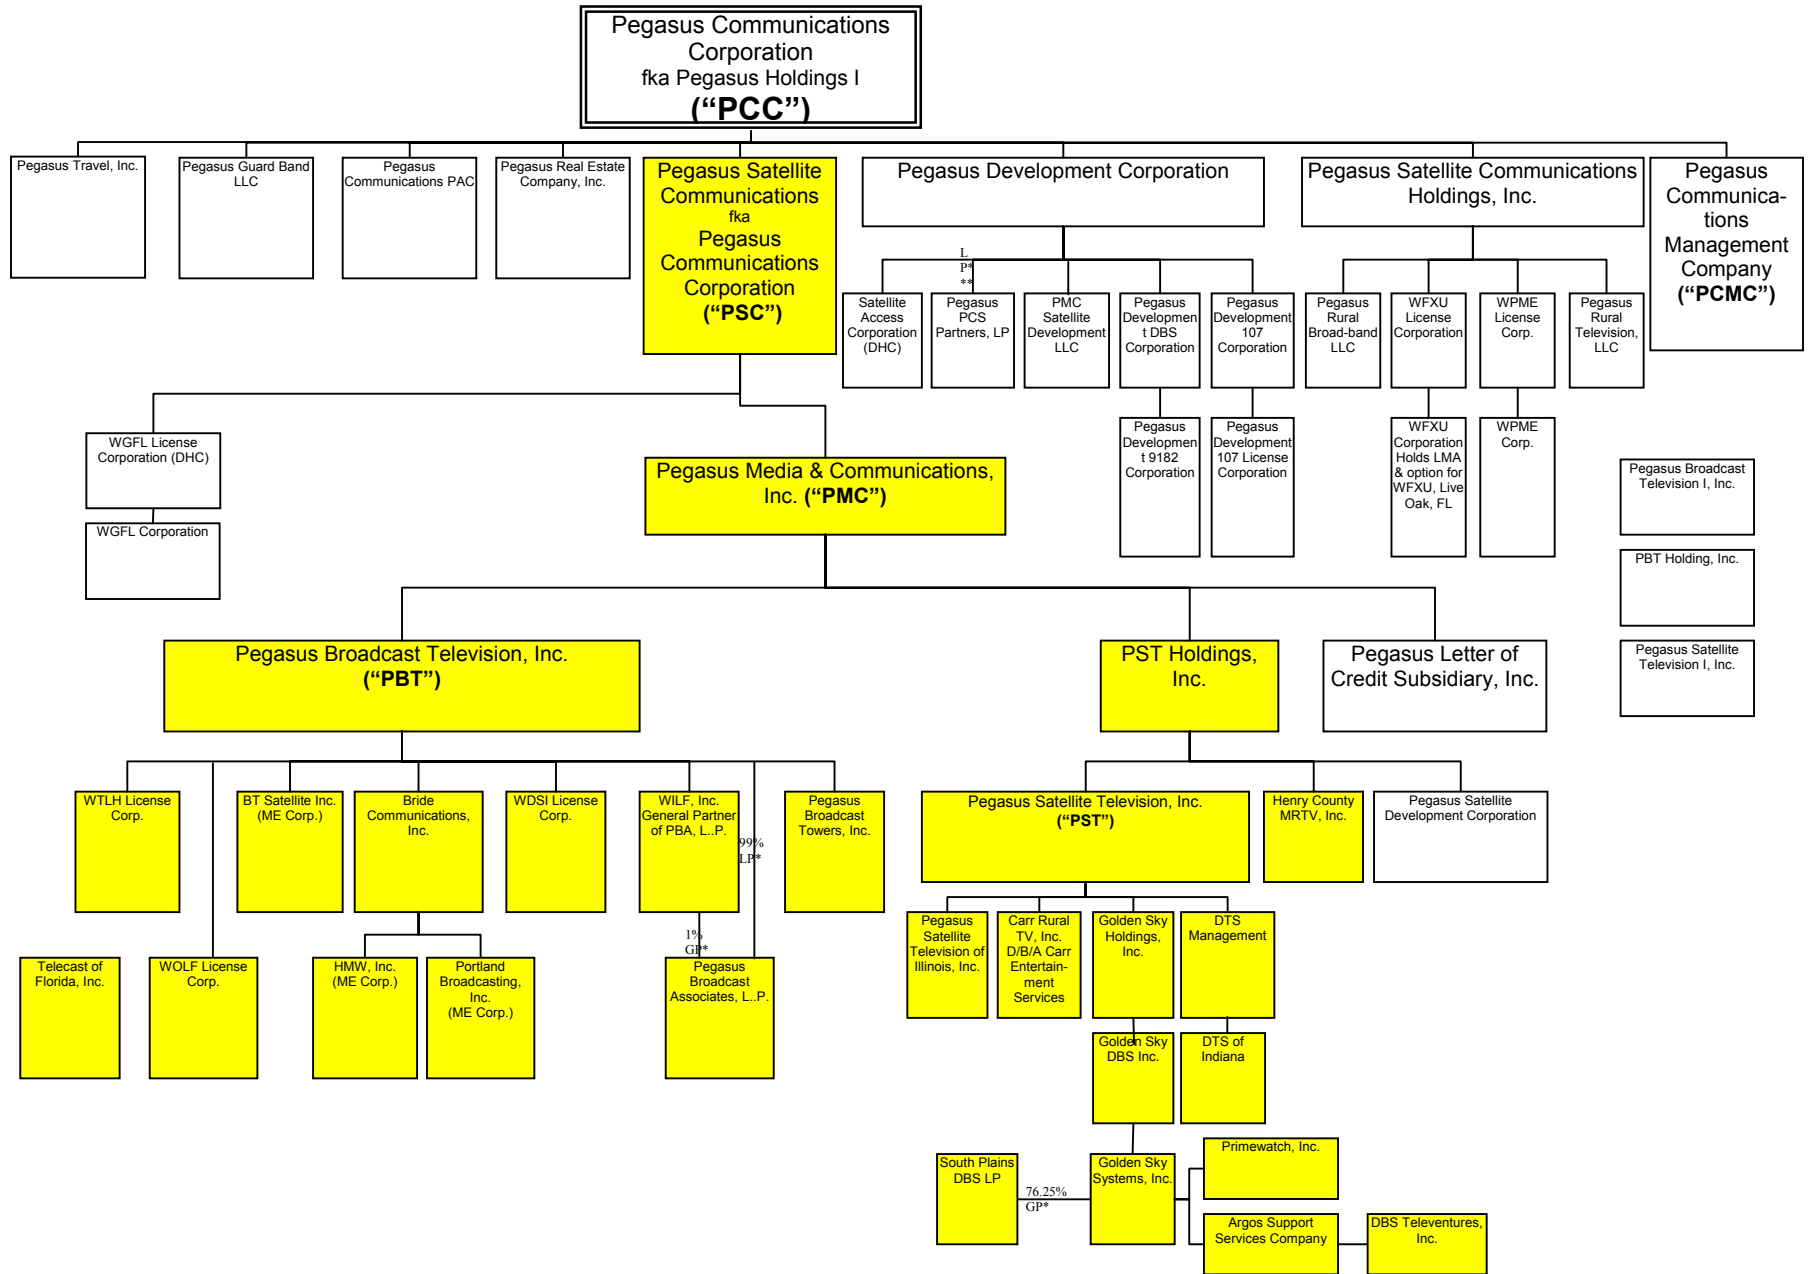 Pegasus Communications
Corporation
fka Pegasus Holdings I
(“PCC”)
Pegasus Travel, Inc.
Pegasus Guard Band
LLC
Pegasus
Communications PAC
Pegasus Real Estate
Company, Inc.
Pegasus Satellite
Communications
fka
Pegasus
Communications
Corporation
(“PSC”)
Pegasus Development Corporation
Pegasus Satellite Communications
Holdings, Inc.
Pegasus
Communica-
tions
Management
Company
(“PCMC”)
L
P*
**
Satellite
Access
Corporation
(DHC)
Pegasus
PCS
Partners, LP
PMC
Satellite
Development
LLC
Pegasus
Developmen
t DBS
Corporation
Pegasus
Development
107
Corporation
Pegasus
Rural
Broad-band
LLC
WFXU
License
Corporation
WPME
License
Corp.
Pegasus
Rural
Television,
LLC
Pegasus
Developmen
t 9182
Corporation
Pegasus
Development
107 License
Corporation
WFXU
Corporation
Holds LMA
& option for
WFXU, Live
Oak, FL
WPME
Corp.
WGFL License
Corporation (DHC)
WGFL Corporation
Pegasus Media & Communications,
Inc. (“PMC”)
Pegasus Broadcast
Television I, Inc.
PBT Holding, Inc.
Pegasus Satellite
Television I, Inc.
Pegasus Broadcast Television, Inc.
(“PBT”)
PST Holdings,
Inc.
Pegasus Letter of
Credit Subsidiary, Inc.
WTLH License
Corp.
BT Satellite Inc.
(ME Corp.)
Bride
Communications,
Inc.
WDSI License
Corp.
WILF, Inc.
General Partner
of PBA, L..P.
99%
LP*
Pegasus
Broadcast
Towers, Inc.
Pegasus Satellite Television, Inc.
(“PST”)
Henry County
MRTV, Inc.
Pegasus Satellite
Development Corporation
1%
GP*
Telecast of
Florida, Inc.
WOLF License
Corp.
HMW, Inc.
(ME Corp.)
Portland
Broadcasting,
Inc.
(ME Corp.)
Pegasus
Broadcast
Associates, L..P.
Pegasus
Satellite
Television of
Illinois, Inc.
Carr Rural
TV, Inc.
D/B/A Carr
Entertain-
ment
Services
Golden Sky
Holdings,
Inc.
DTS
Management
Golden Sky
DBS Inc.
DTS of
Indiana
South Plains
DBS LP
76.25%
GP*
Golden Sky
Systems, Inc.
Primewatch, Inc.
Argos Support
Services Company
DBS Televentures,
Inc.